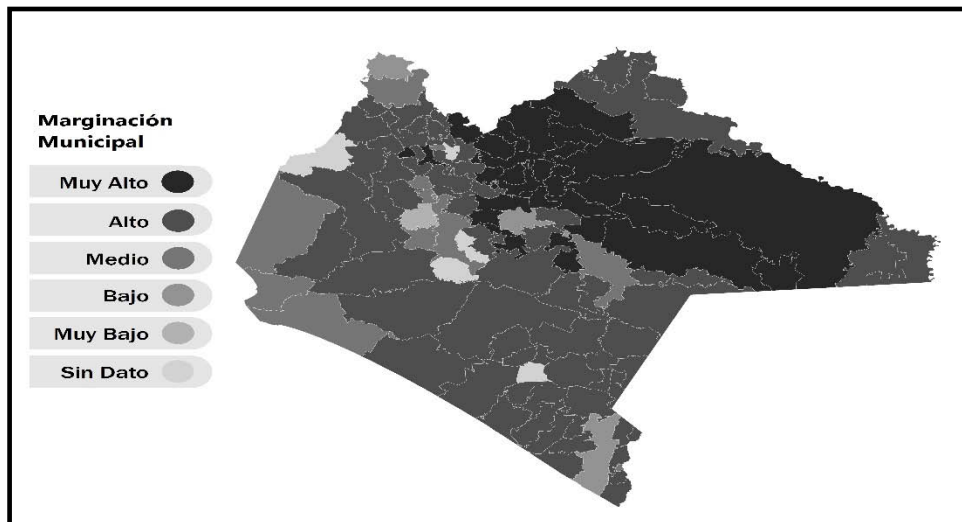 Marginación
Municipal
Muy Alto
Alto
Medio
Bajo
Muy Bajo
Sin Dato